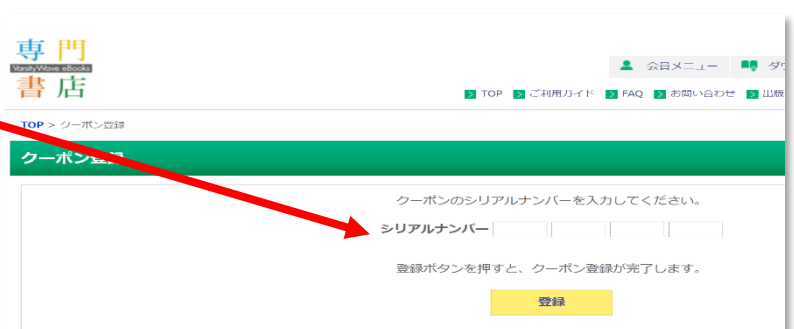 専門
VarsityWave eBooks
書店
会員メニュー
TOP ご利用ガイド FAQ お問い合わせ 出版
TOP > クーポン登録
クーポン登録
クーポンのシリアルナンバーを入力してください。
シリアルナンバー
登録ボタンを押すと、クーポン登録が完了します。
登録